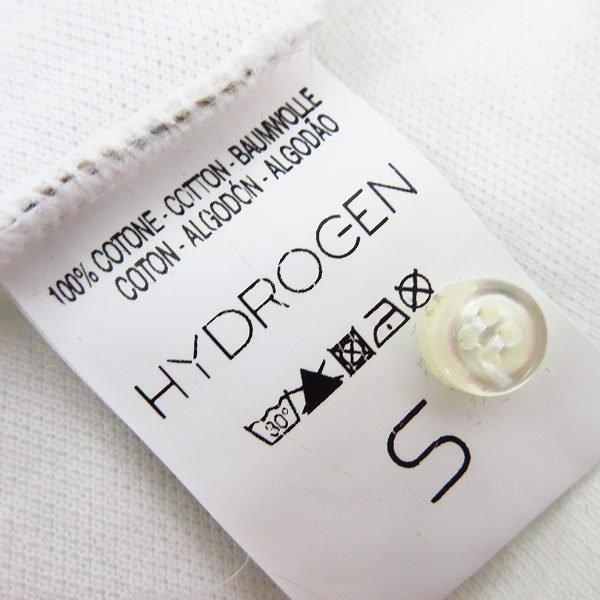 100% COTONE - COTTON - BAUMWOLLE
COTON - ALGODÓN - ALGODÃO
HYDROGEN
30°
S